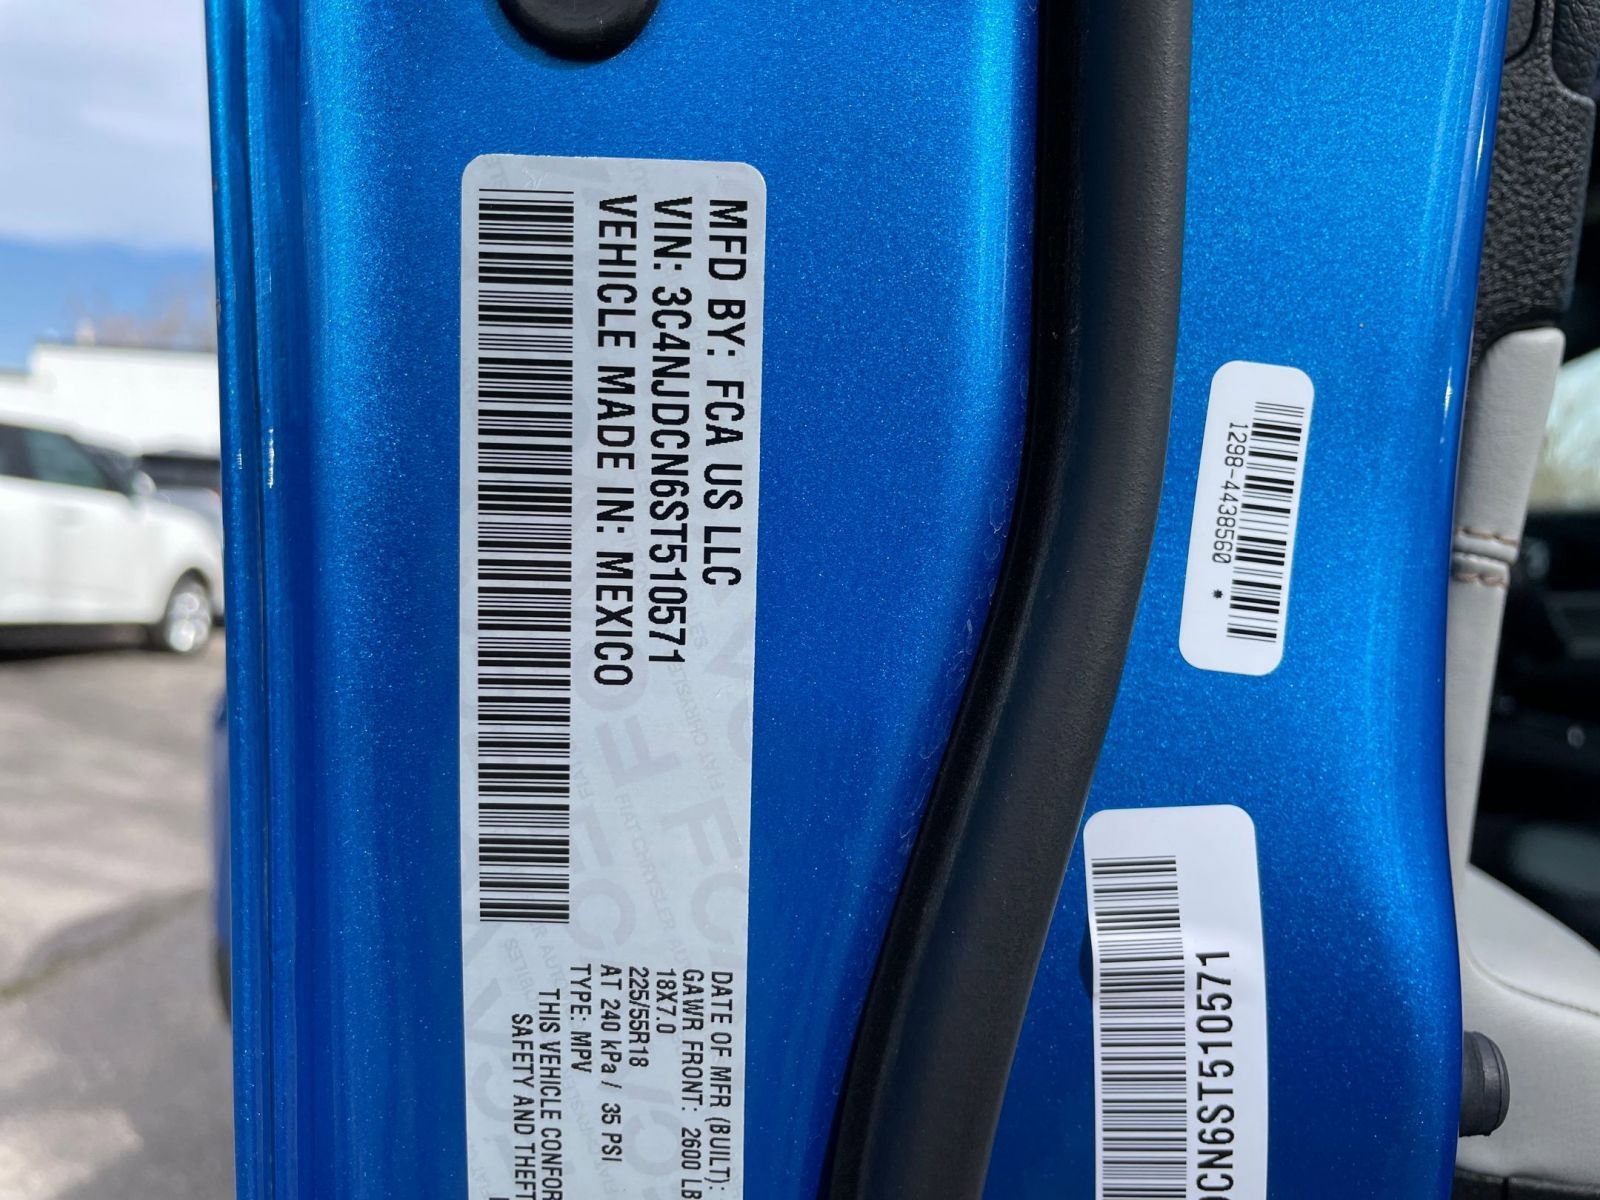 MFD BY: FCA US LLC
VIN: 3C4NJDCN6ST510571
VEHICLE MADE IN: MEXICO
DATE OF MFR (BUILT):
GAWR FRONT: 2600 LB
18X7.0
225/55R18
AT 240 kPa / 35 PSI
TYPE: MPV
THIS VEHICLE CONFOR
SAFETY AND THEFT
1298-4438560 *
CN6ST510571